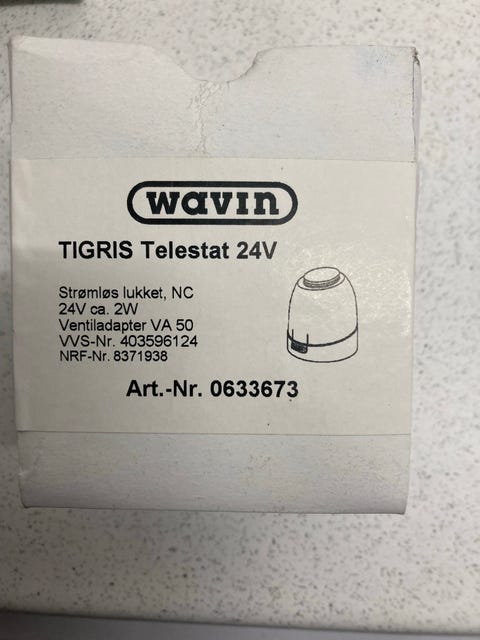 wavin
TIGRIS Telestat 24V
Strømløs lukket, NC
24V ca. 2W
Ventiladapter VA 50
VVS-Nr. 403596124
NRF-Nr. 8371938
Art.-Nr. 0633673